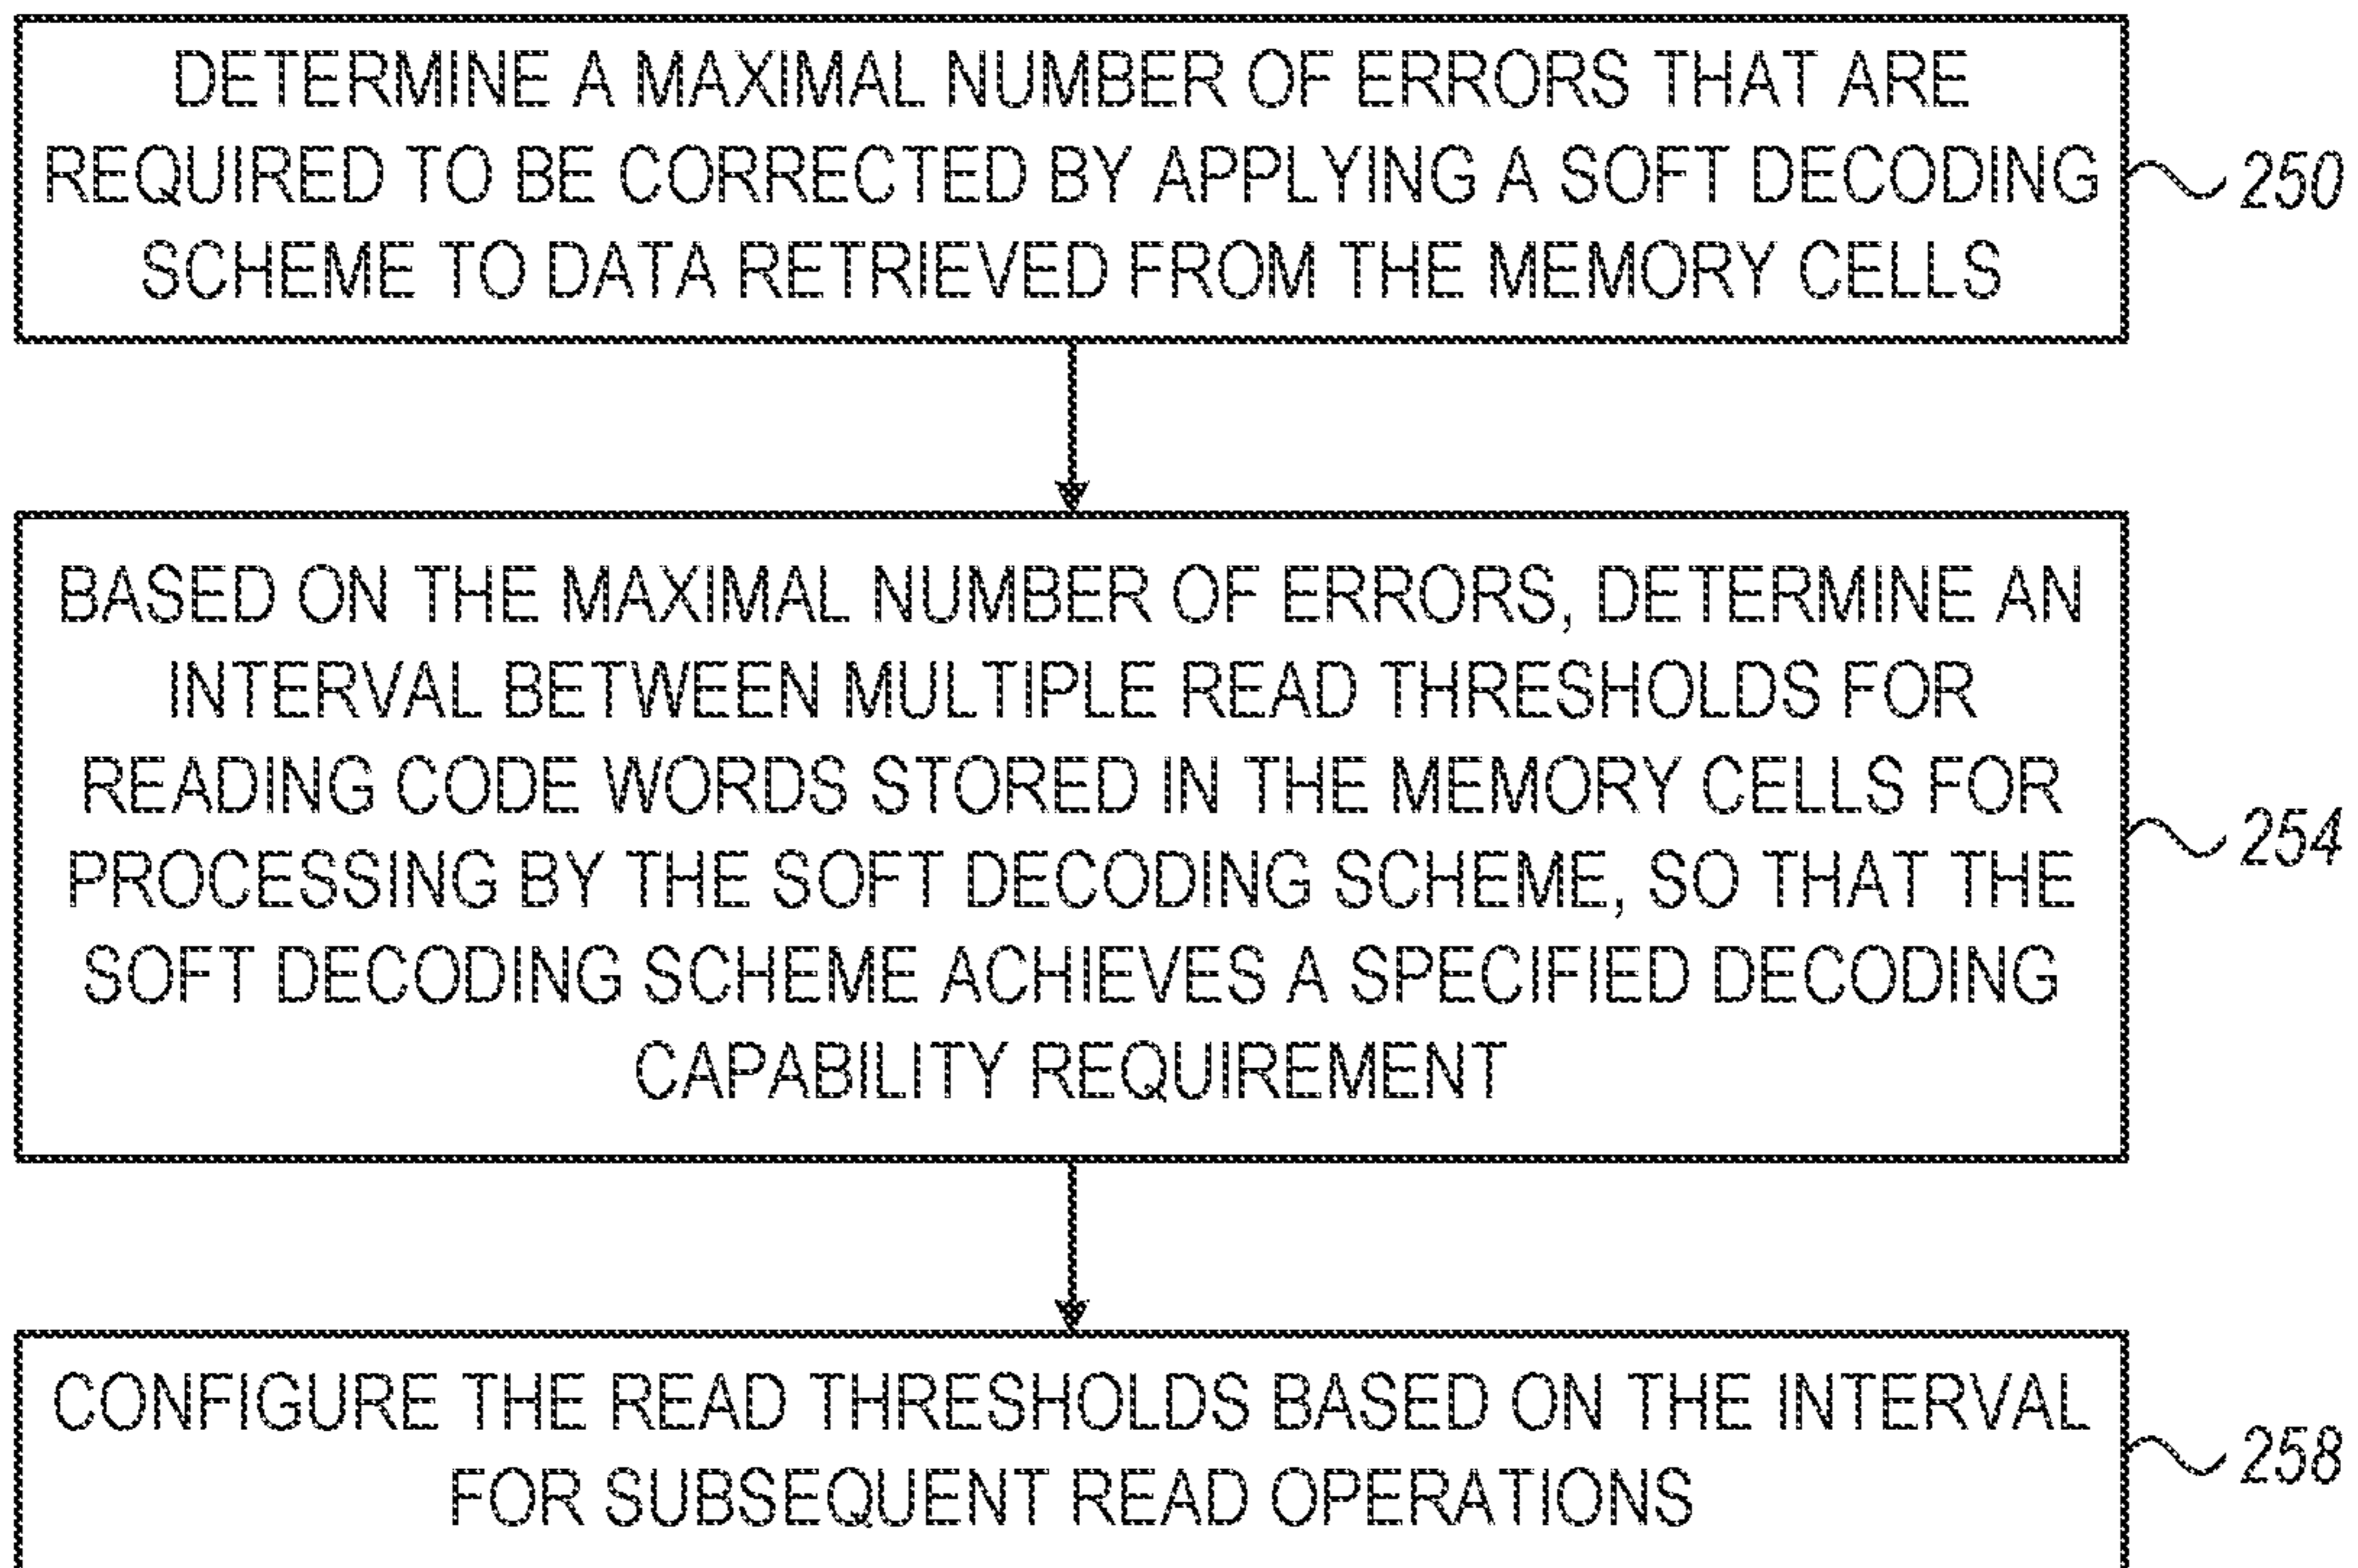 DETERMINE A MAXIMAL NUMBER OF ERRORS THAT ARE
REQUIRED TO BE CORRECTED BY APPLYING A SOFT DECODING
SCHEME TO DATA RETRIEVED FROM THE MEMORY CELLS
250
BASED ON THE MAXIMAL NUMBER OF ERRORS, DETERMINE AN
INTERVAL BETWEEN MULTIPLE READ THRESHOLDS FOR
READING CODE WORDS STORED IN THE MEMORY CELLS FOR
PROCESSING BY THE SOFT DECODING SCHEME, SO THAT THE
SOFT DECODING SCHEME ACHIEVES A SPECIFIED DECODING
CAPABILITY REQUIREMENT
254
CONFIGURE THE READ THRESHOLDS BASED ON THE INTERVAL
FOR SUBSEQUENT READ OPERATIONS
258